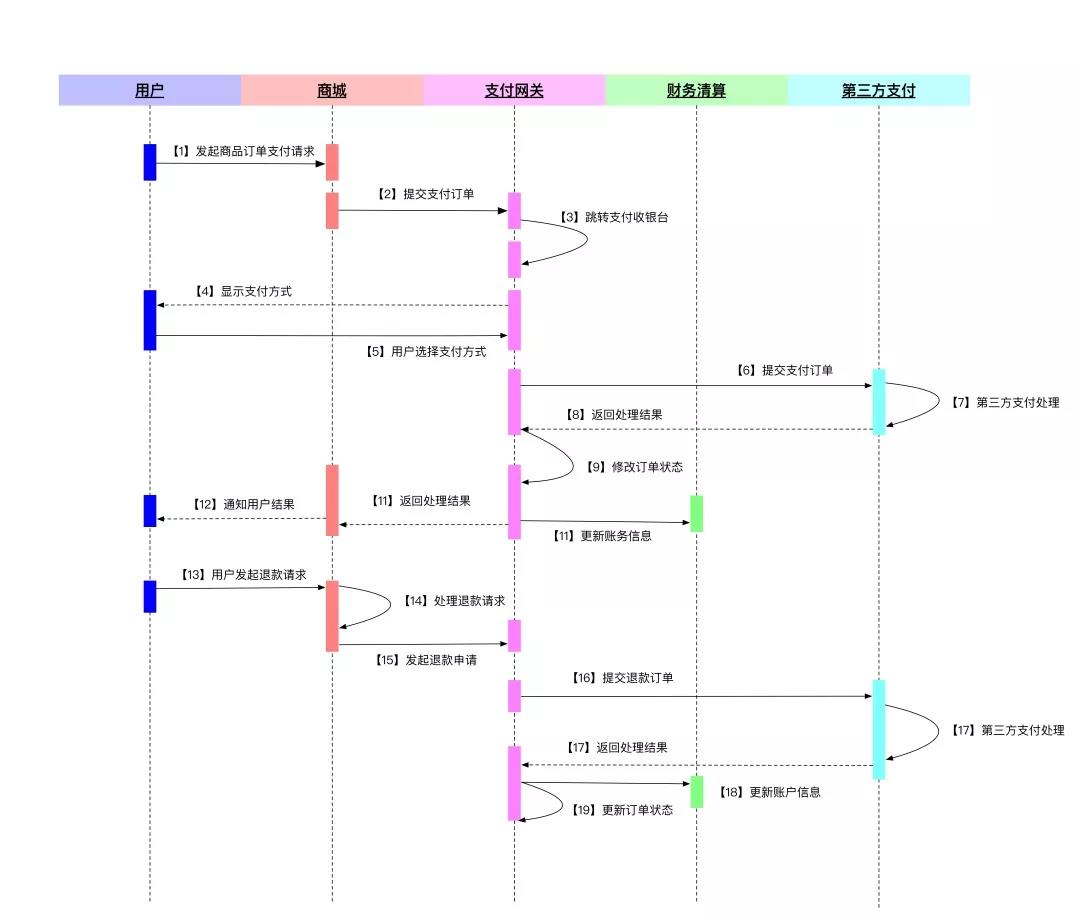 用户
商城
支付网关
财务清算
第三方支付
【1】发起商品订单支付请求
【2】提交支付订单
【3】跳转支付收银台
【4】显示支付方式
【5】用户选择支付方式
【6】提交支付订单
【7】第三方支付处理
【8】返回处理结果
【9】修改订单状态
【11】返回处理结果
【12】通知用户结果
【11】更新账务信息
【13】用户发起退款请求
【14】处理退款请求
【15】发起退款申请
【16】提交退款订单
【17】第三方支付处理
【17】返回处理结果
【18】更新账户信息
【19】更新订单状态